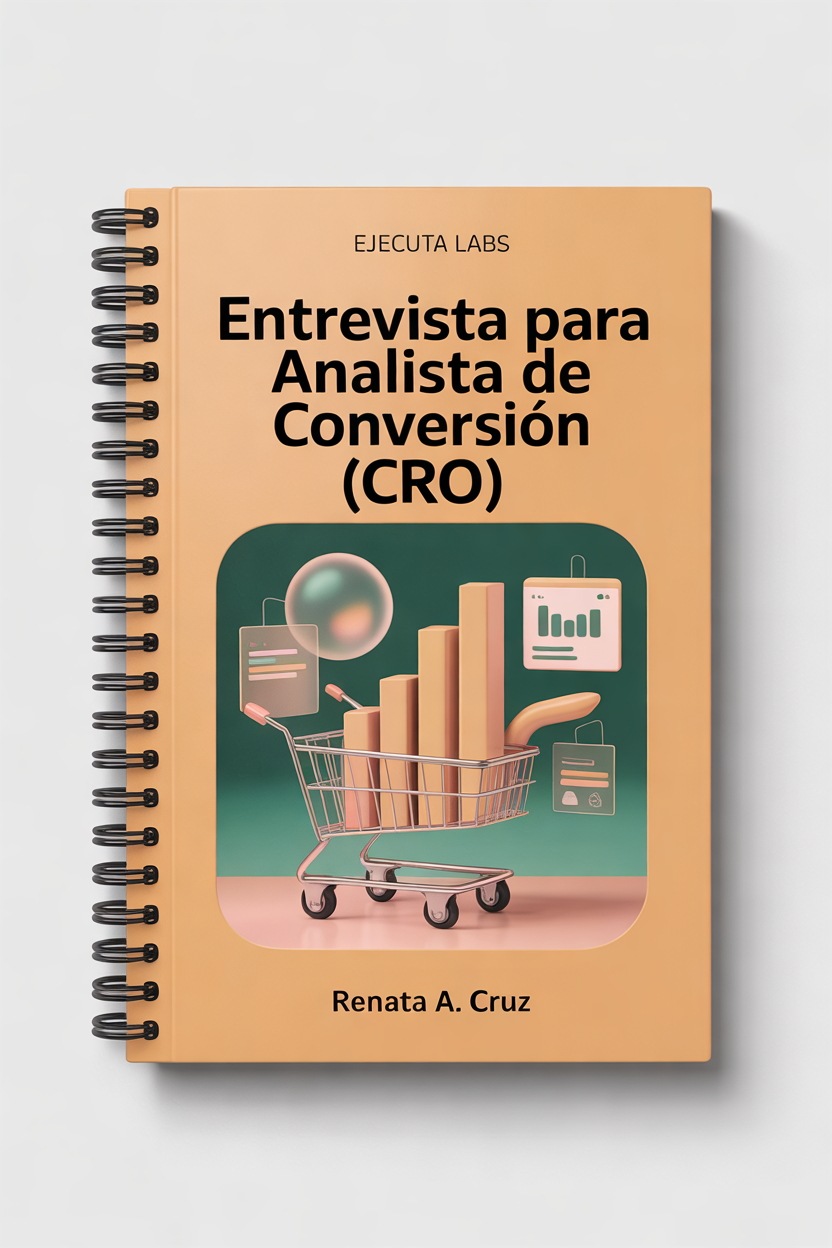 EJECUTA LABS
Entrevista para
Analista de
Conversión
(CRO)
Renata A. Cruz